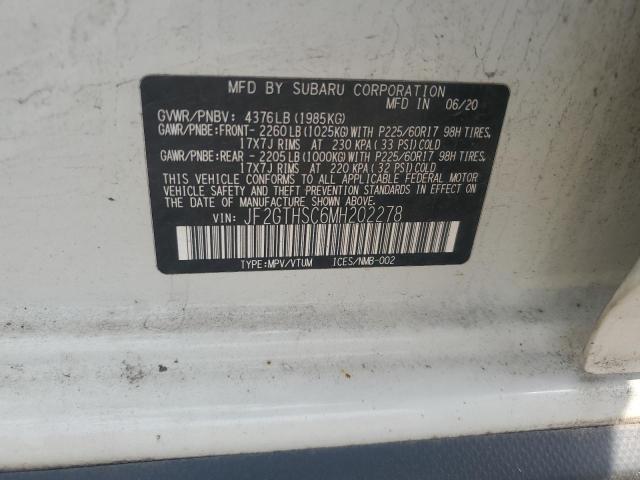 MFD BY SUBARU CORPORATION
MFD IN 06/20
GVWR/PNBV: 4376LB(1985KG)
GAWR/PNBE:FRONT- 2260LB(1025KG)WITH P225/60R17 98H TIRES,
17X7J RIMS AT 230 KPA( 33 PSI)COLD
GAWR/PNBE:REAR - 2205LB(1000KG)WITH P225/60R17 98H TIRES,
17X7J RIMS AT 220 KPA( 32 PSI)COLD
THIS VEHICLE CONFORMS TO ALL APPLICABLE FEDERAL MOTOR
VEHICLE SAFETY AND THEFT PREVENTION STANDARDS IN EFFECT ON
THE DATE OF MANUFACTURE SHOWN ABOVE.
VIN: JF2GTHSC6MH202278
TYPE:MPV/VTUM ICES/NMB-002